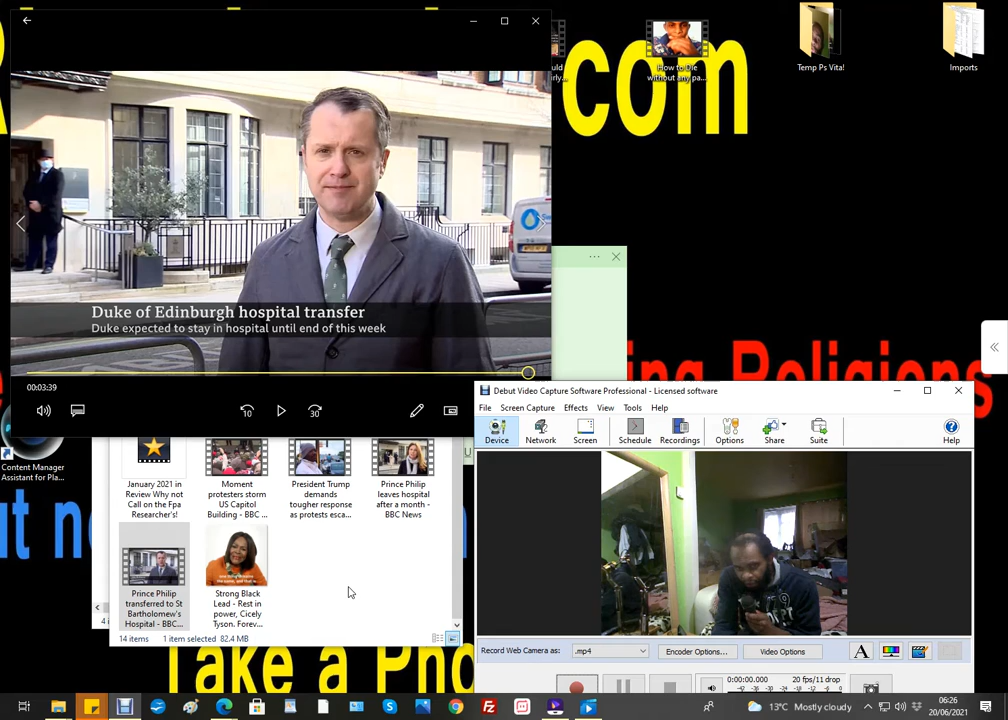 com
Temp Ps Vita!
Imports
How to Die
without any pa...
Duke of Edinburgh hospital transfer
Duke expected to stay in hospital until end of this week
00:03:39
10
30
ing Religions
Debut Video Capture Software Professional - Licensed software
File Screen Capture Effects View Tools Help
Device Network Screen Schedule Recordings Options Share Suite Help
Content Manager
Assistant for Pla...
January 2021 in
Review Why not
Call on the Fpa
Researcher's!
Moment
protesters storm
US Capitol
Building - BBC ...
President Trump
demands
tougher response
as protests esca...
Prince Philip
leaves hospital
after a month -
BBC News
Prince Philip
transferred to St
Bartholomew's
Hospital - BBC...
Strong Black
Lead - Rest in
power, Cicely
Tyson. Forev...
14 items 1 item selected 82.4 MB
Record Web Camera as: .mp4 Encoder Options... Video Options
A
0:00:00.000 20 fps/11 drop
Take a Pho
13°C Mostly cloudy
06:26
20/06/2021